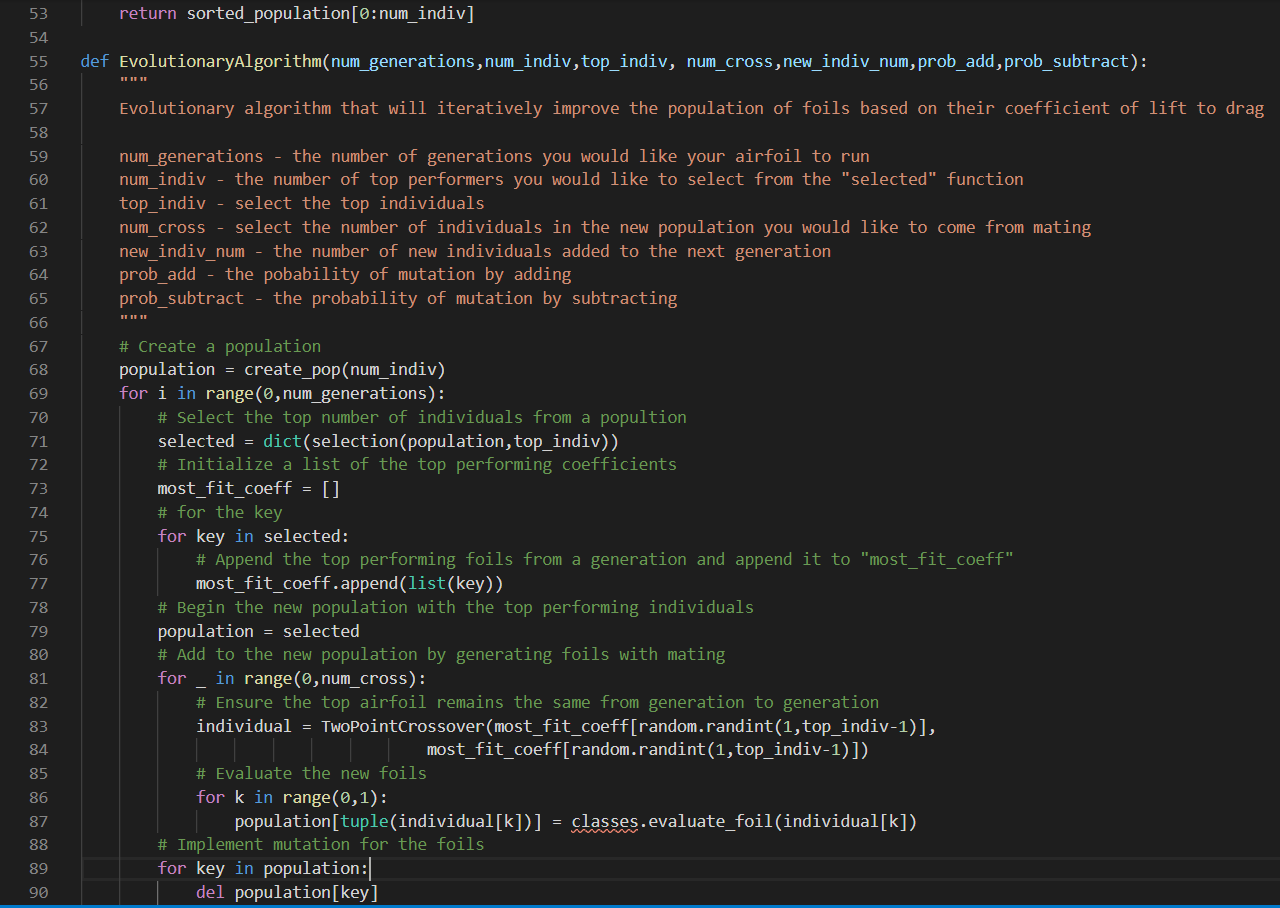 53 return sorted_population[0:num_indiv]
54
55 def EvolutionaryAlgorithm(num_generations,num_indiv,top_indiv, num_cross,new_indiv_num,prob_add,prob_subtract):
56 """
57 Evolutionary algorithm that will iteratively improve the population of foils based on their coefficient of lift to drag
58
59 num_generations - the number of generations you would like your airfoil to run
60 num_indiv - the number of top performers you would like to select from the "selected" function
61 top_indiv - select the top individuals
62 num_cross - select the number of individuals in the new population you would like to come from mating
63 new_indiv_num - the number of new individuals added to the next generation
64 prob_add - the pobability of mutation by adding
65 prob_subtract - the probability of mutation by subtracting
66 """
67 # Create a population
68 population = create_pop(num_indiv)
69 for i in range(0,num_generations):
70 # Select the top number of individuals from a popultion
71 selected = dict(selection(population,top_indiv))
72 # Initialize a list of the top performing coefficients
73 most_fit_coeff = []
74 # for the key
75 for key in selected:
76 # Append the top performing foils from a generation and append it to "most_fit_coeff"
77 most_fit_coeff.append(list(key))
78 # Begin the new population with the top performing individuals
79 population = selected
80 # Add to the new population by generating foils with mating
81 for _ in range(0,num_cross):
82 # Ensure the top airfoil remains the same from generation to generation
83 individual = TwoPointCrossover(most_fit_coeff[random.randint(1,top_indiv-1)],
84 most_fit_coeff[random.randint(1,top_indiv-1)])
85 # Evaluate the new foils
86 for k in range(0,1):
87 population[tuple(individual[k])] = classes.evaluate_foil(individual[k])
88 # Implement mutation for the foils
89 for key in population:
90 del population[key]